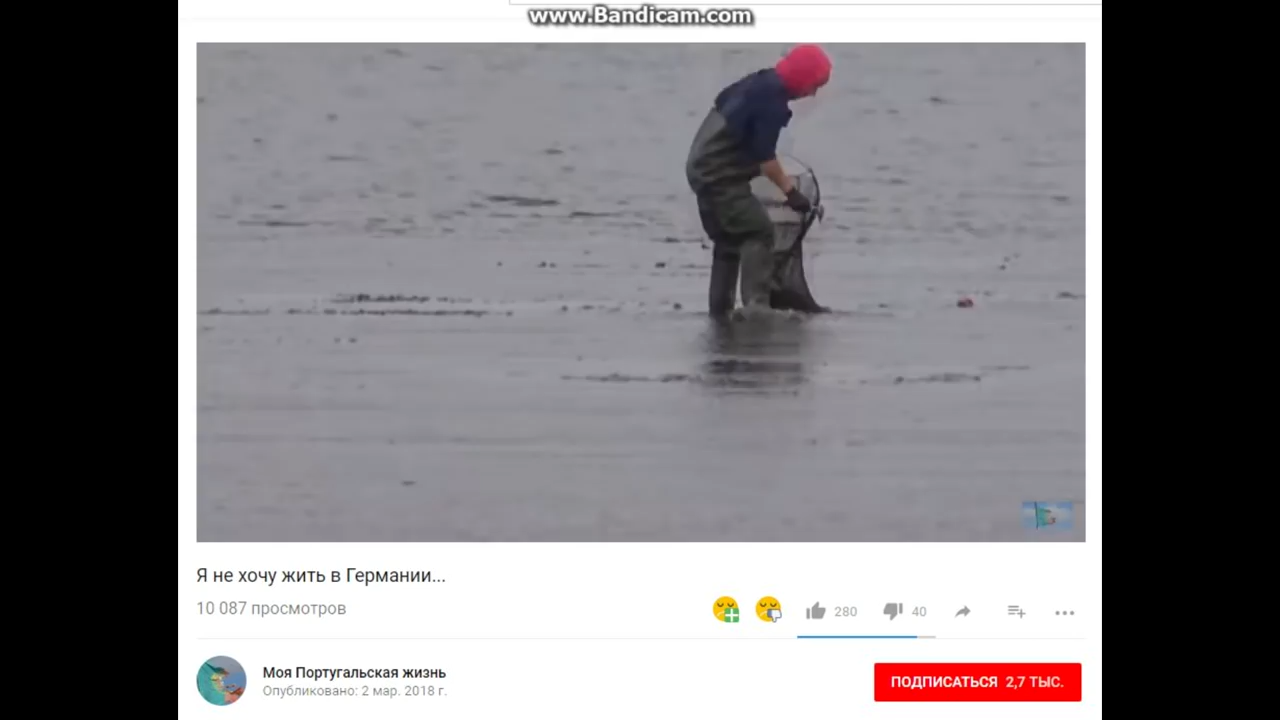 www.Bandicam.com
Я не хочу жить в Германии...
10 087 просмотров
280
40
Моя Португальская жизнь
Опубликовано: 2 мар. 2018 г.
ПОДПИСАТЬСЯ 2,7 ТЫС.